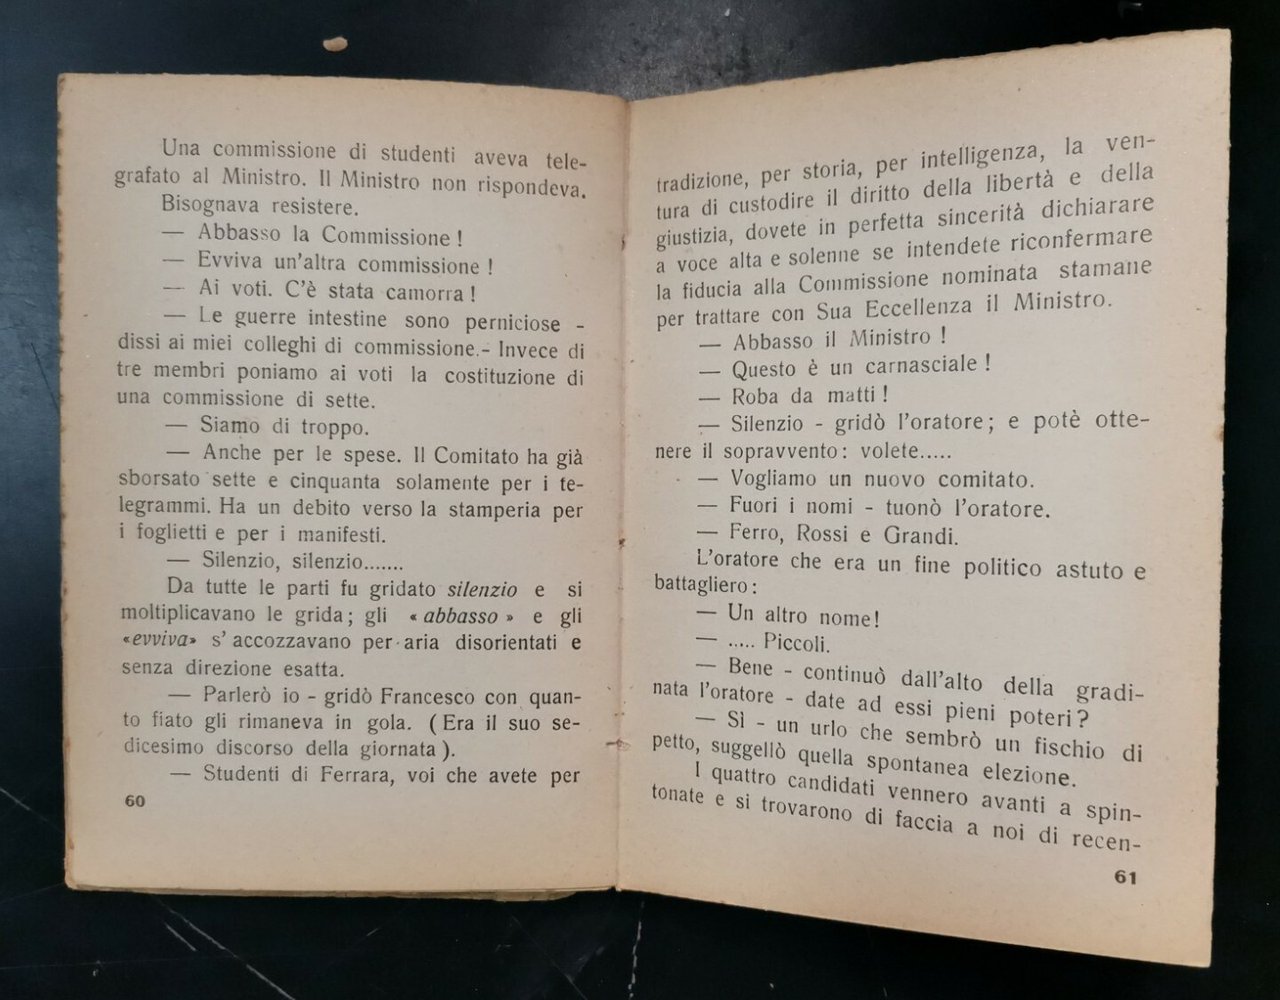 Una commissione di studenti aveva tele-
grafato al Ministro. Il Ministro non rispondeva.
Bisognava resistere.
— Abbasso la Commissione !
— Evviva un'altra commissione !
— Ai voti. C'è stata camorra !
— Le guerre intestine sono perniciose -
dissi ai miei colleghi di commissione.- Invece di
tre membri poniamo ai voti la costituzione di
una commissione di sette.
— Siamo di troppo.
— Anche per le spese. Il Comitato ha già
sborsato sette e cinquanta solamente per i te-
legrammi. Ha un debito verso la stamperia per
i foglietti e per i manifesti.
— Silenzio, silenzio.......
Da tutte le parti fu gridato silenzio e si
moltiplicavano le grida; gli « abbasso » e gli
«evviva» s' accozzavano per aria disorientati e
senza direzione esatta.
— Parlerò io - gridò Francesco con quan-
to fiato gli rimaneva in gola. ( Era il suo se-
dicesimo discorso della giornata ).
— Studenti di Ferrara, voi che avete per
60
tradizione, per storia, per intelligenza, la ven-
tura di custodire il diritto della libertà e della
giustizia, dovete in perfetta sincerità dichiarare
a voce alta e solenne se intendete riconfermare
la fiducia alla Commissione nominata stamane
per trattare con Sua Eccellenza il Ministro.
— Abbasso il Ministro !
— Questo è un carnasciale !
— Roba da matti !
— Silenzio - gridò l'oratore; e potè otte-
nere il sopravvento: volete.....
— Vogliamo un nuovo comitato.
— Fuori i nomi - tuonò l'oratore.
— Ferro, Rossi e Grandi.
L'oratore che era un fine politico astuto e
battagliero:
— Un altro nome!
— ..... Piccoli.
— Bene - continuò dall'alto della gradi-
nata l'oratore - date ad essi pieni poteri?
— Sì - un urlo che sembrò un fischio di
petto, suggellò quella spontanea elezione.
I quattro candidati vennero avanti a spin-
tonate e si trovarono di faccia a noi di recen-
61